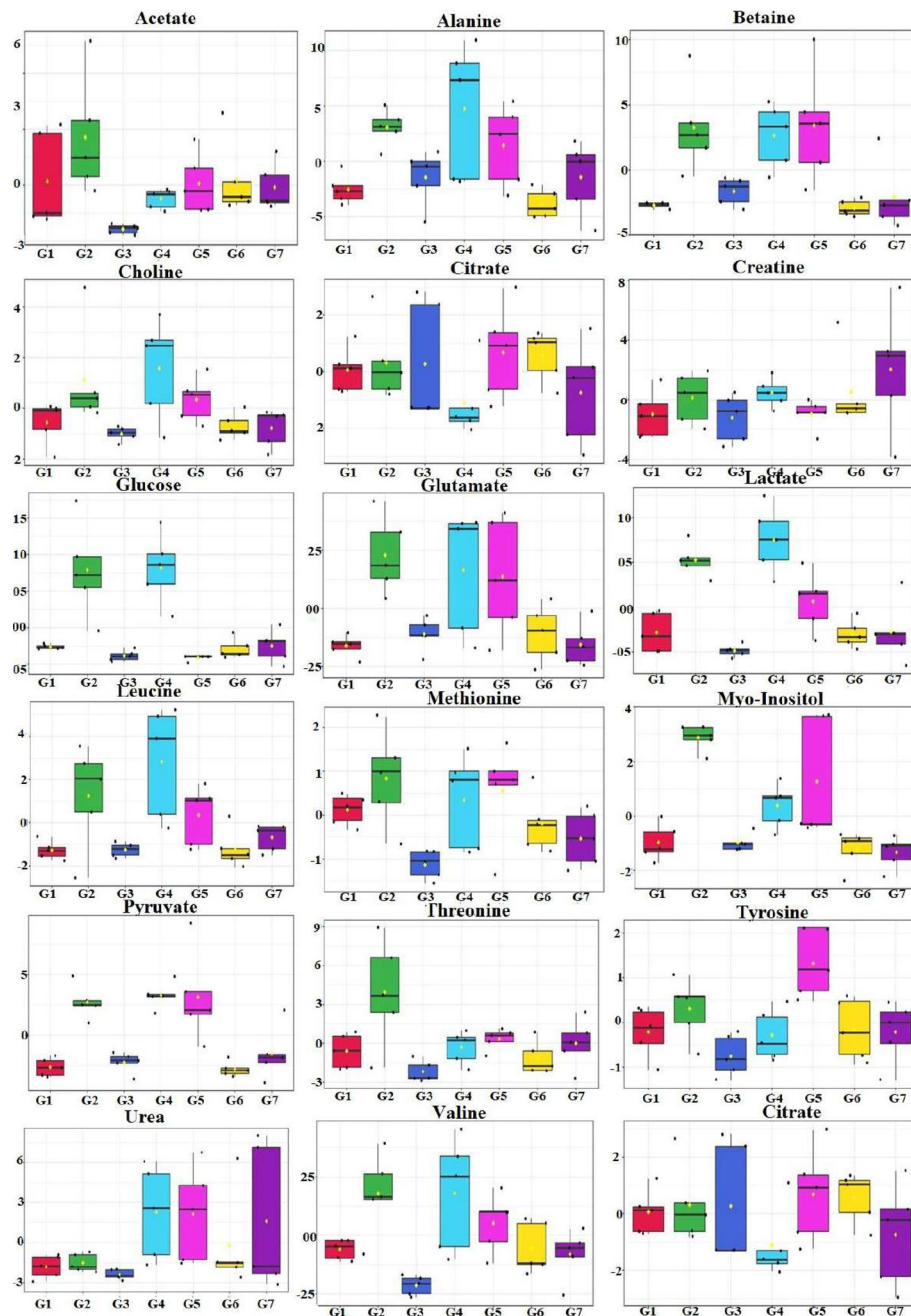 Acetate
6
3
0
-3
G1 G2 G3 G4 G5 G6 G7
Alanine
10
5
0
-5
G1 G2 G3 G4 G5 G6 G7
Betaine
10
5
0
-5
G1 G2 G3 G4 G5 G6 G7
Choline
4
2
0
2
G1 G2 G3 G4 G5 G6 G7
Citrate
2
0
2
G1 G2 G3 G4 G5 G6 G7
Creatine
8
4
0
-4
G1 G2 G3 G4 G5 G6 G7
Glucose
15
10
05
00
05
G1 G2 G3 G4 G5 G6 G7
Glutamate
25
00
-25
G1 G2 G3 G4 G5 G6 G7
Lactate
10
05
00
05
G1 G2 G3 G4 G5 G6 G7
Leucine
4
2
0
-2
G1 G2 G3 G4 G5 G6 G7
Methionine
2
1
0
-1
G1 G2 G3 G4 G5 G6 G7
Myo-Inositol
4
2
0
-2
G1 G2 G3 G4 G5 G6 G7
Pyruvate
5
0
G1 G2 G3 G4 G5 G6 G7
Threonine
9
6
3
0
-3
G1 G2 G3 G4 G5 G6 G7
Tyrosine
2
1
0
-1
G1 G2 G3 G4 G5 G6 G7
Urea
6
3
0
-3
G1 G2 G3 G4 G5 G6 G7
Valine
25
00
-25
G1 G2 G3 G4 G5 G6 G7
Citrate
2
0
-2
G1 G2 G3 G4 G5 G6 G7